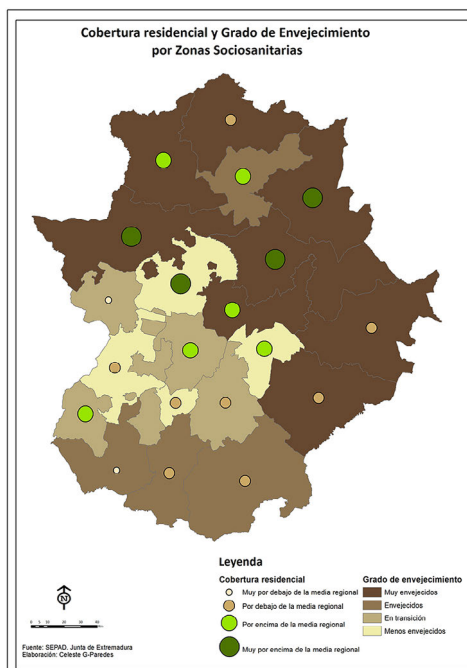 Cobertura residencial y Grado de Envejecimiento
por Zonas Sociosanitarias
Leyenda
Cobertura residencial
Muy por debajo de la media regional
Por debajo de la media regional
Por encima de la media regional
Muy por encima de la media regional
Grado de envejecimiento
Muy envejecidos
Envejecidos
En transición
Menos envejecidos
N
Fuente: SEPAD. Junta de Extremadura
Elaboración: Celeste G-Paredes